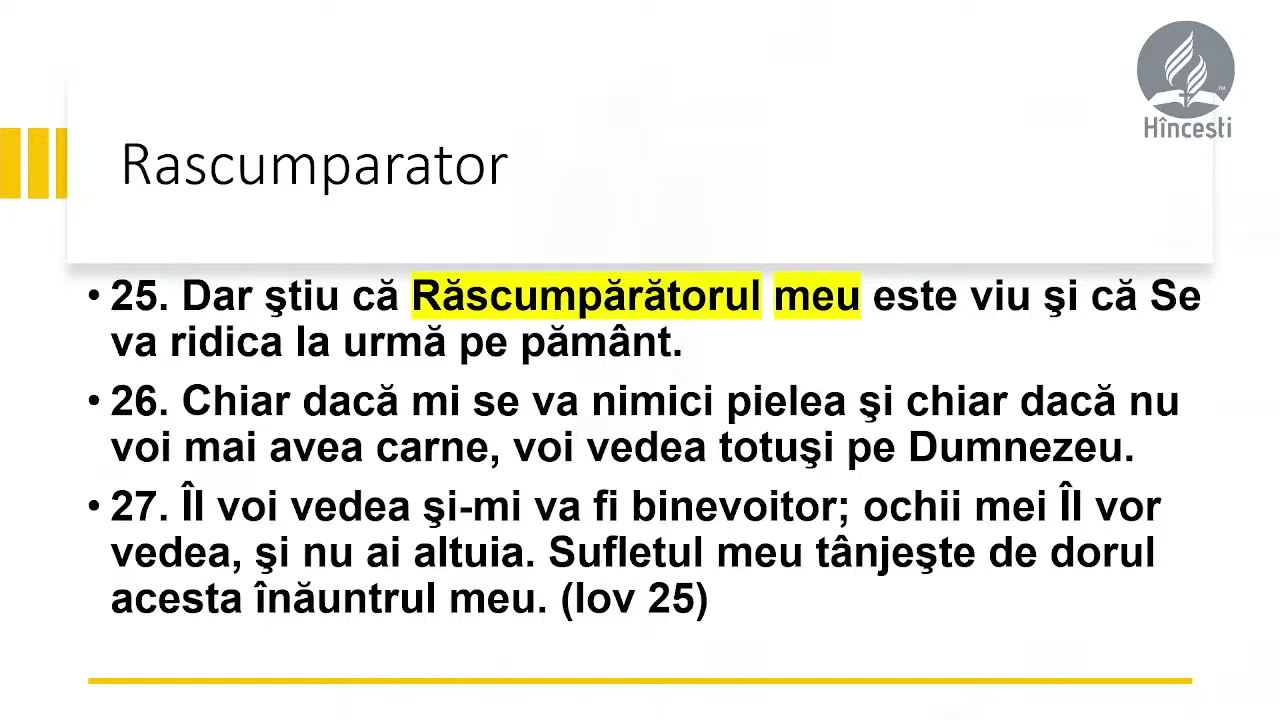 Hîncesti
Rascumparator
• 25. Dar ştiu că Răscumpărătorul meu este viu şi că Se
va ridica la urmă pe pământ.
• 26. Chiar dacă mi se va nimici pielea şi chiar dacă nu
voi mai avea carne, voi vedea totuşi pe Dumnezeu.
• 27. Îl voi vedea şi-mi va fi binevoitor; ochii mei Îl vor
vedea, şi nu ai altuia. Sufletul meu tânjeşte de dorul
acesta înăuntrul meu. (Iov 25)